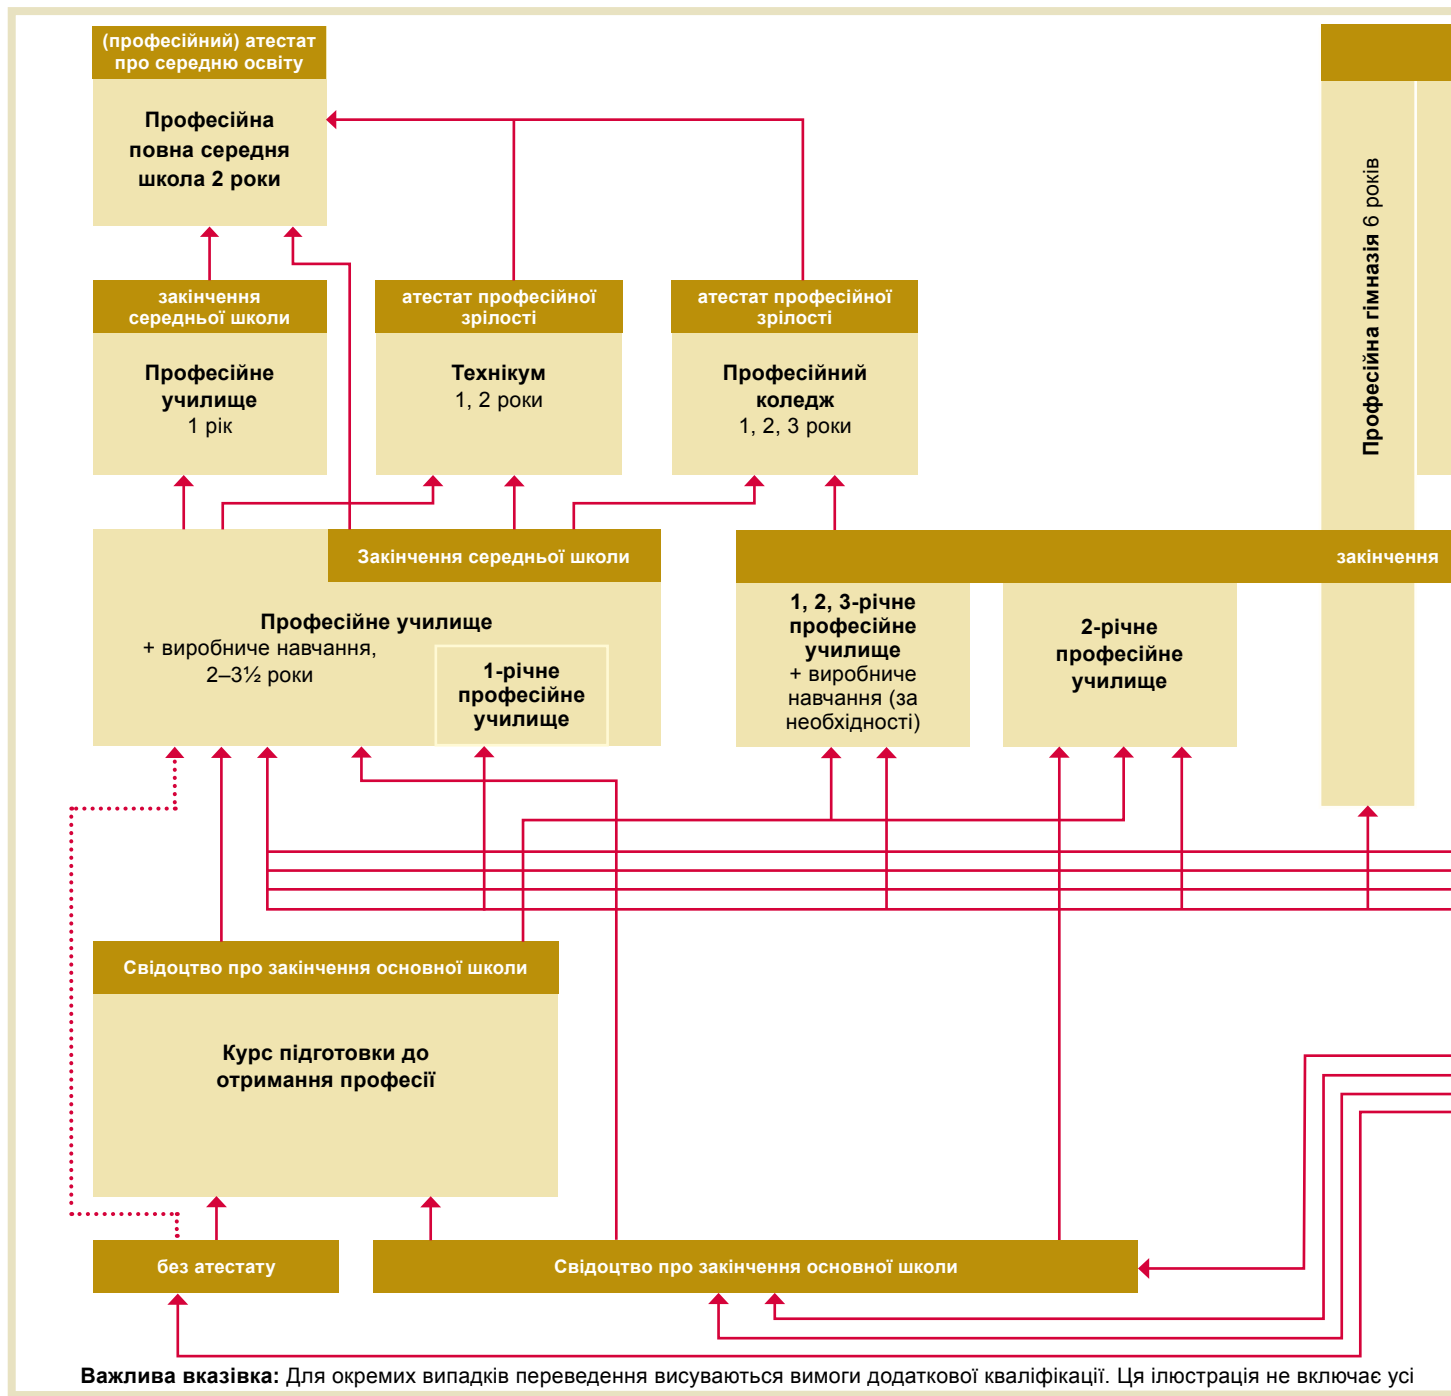 (професійний) атестат
про середню освіту
Професійна
повна середня
школа 2 роки
Професійна гімназія 6 років
закінчення
середньої школи
Професійне
училище
1 рік
атестат професійної
зрілості
Технікум
1, 2 роки
атестат професійної
зрілості
Професійний
коледж
1, 2, 3 роки
Закінчення середньої школи
Професійне училище
+ виробниче навчання,
2–3½ роки
1-річне
професійне
училище
закінчення
1, 2, 3-річне
професійне
училище
+ виробниче
навчання (за
необхідності)
2-річне
професійне
училище
Свідоцтво про закінчення основної школи
Курс підготовки до
отримання професії
без атестату
Свідоцтво про закінчення основної школи
Важлива вказівка: Для окремих випадків переведення висуваються вимоги додаткової кваліфікації. Ця ілюстрація не включає усі